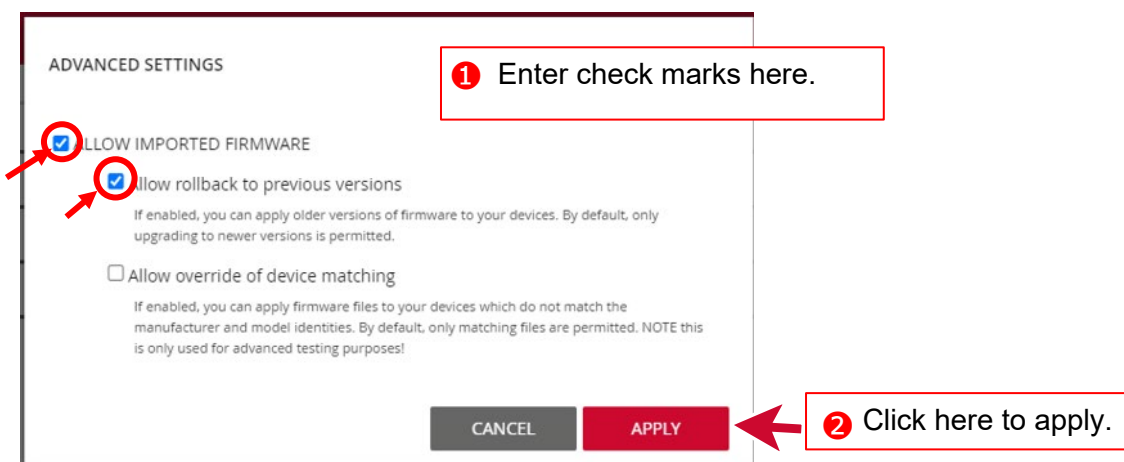 ADVANCED SETTINGS
❶ Enter check marks here.
ALLOW IMPORTED FIRMWARE
Allow rollback to previous versions
If enabled, you can apply older versions of firmware to your devices. By default, only
upgrading to newer versions is permitted.
Allow override of device matching
If enabled, you can apply firmware files to your devices which do not match the
manufacturer and model identities. By default, only matching files are permitted. NOTE this
is only used for advanced testing purposes!
CANCEL
APPLY
❷ Click here to apply.